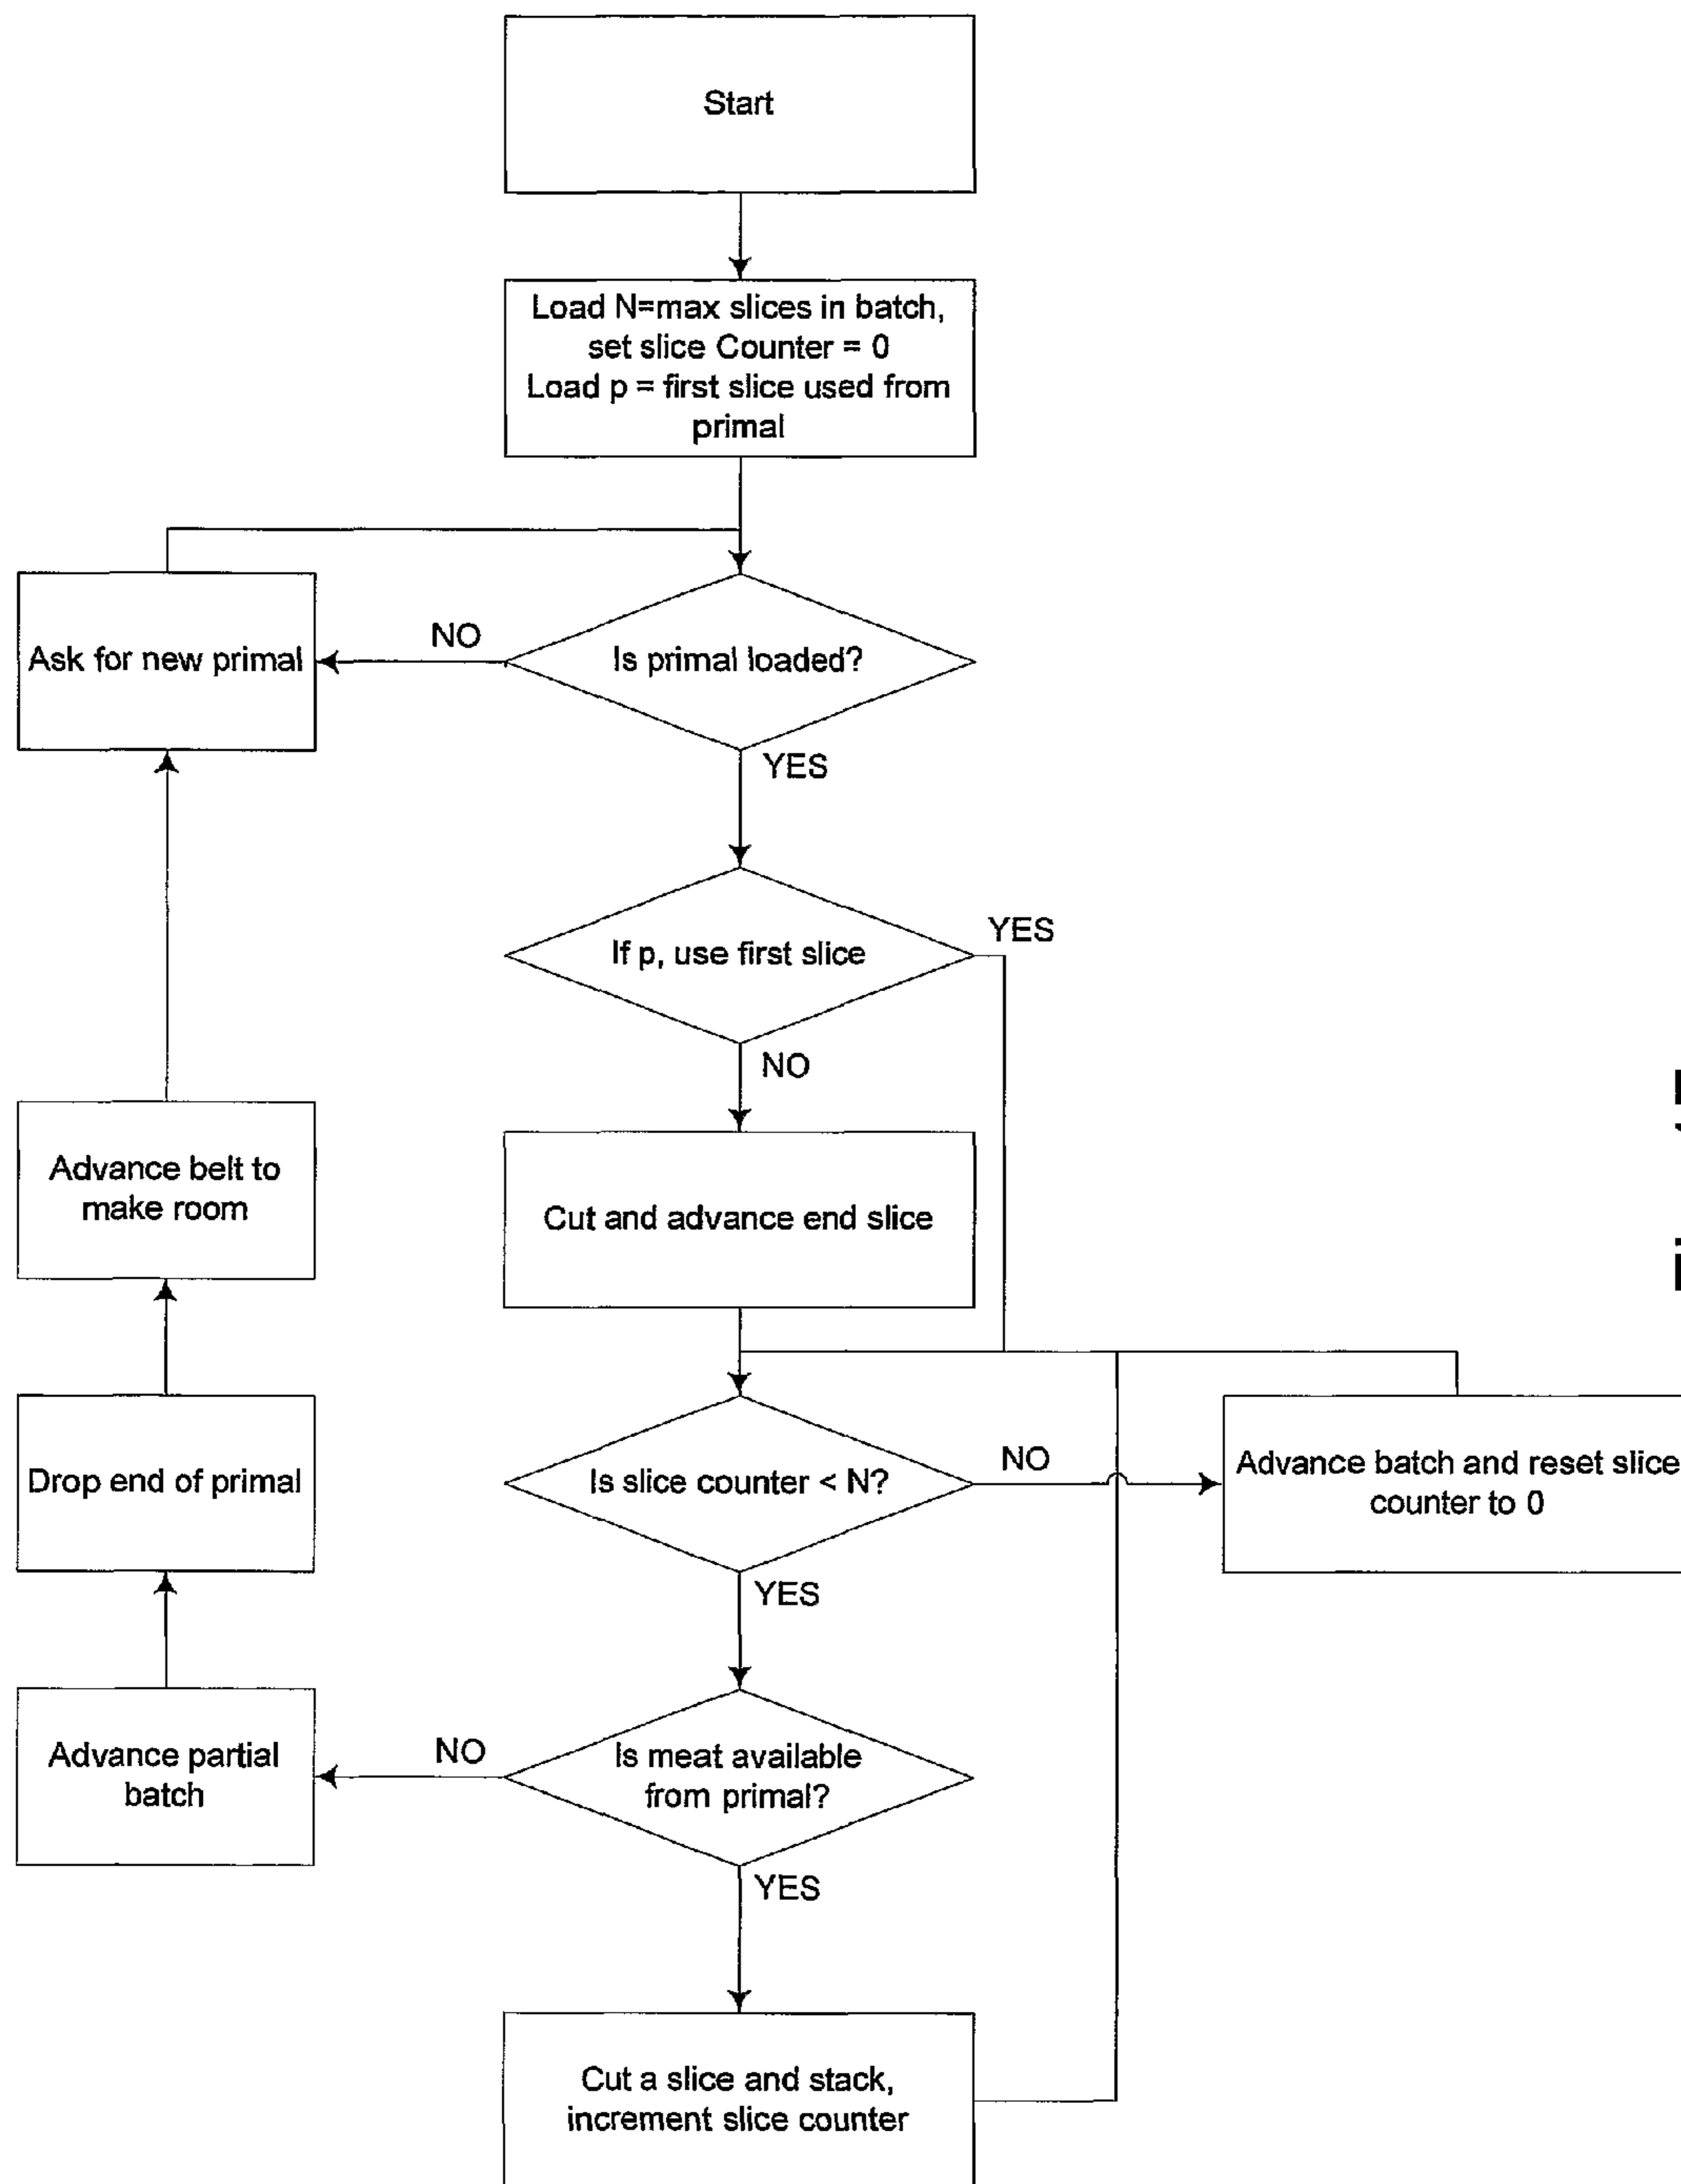 Start
Load N=max slices in batch,
set slice Counter = 0
Load p = first slice used from
primal
Is primal loaded?
NO
Ask for new primal
YES
If p, use first slice
YES
NO
Cut and advance end slice
Advance belt to
make room
Is slice counter < N?
NO
Advance batch and reset slice
counter to 0
Drop end of primal
YES
Is meat available
from primal?
NO
Advance partial
batch
YES
Cut a slice and stack,
increment slice counter